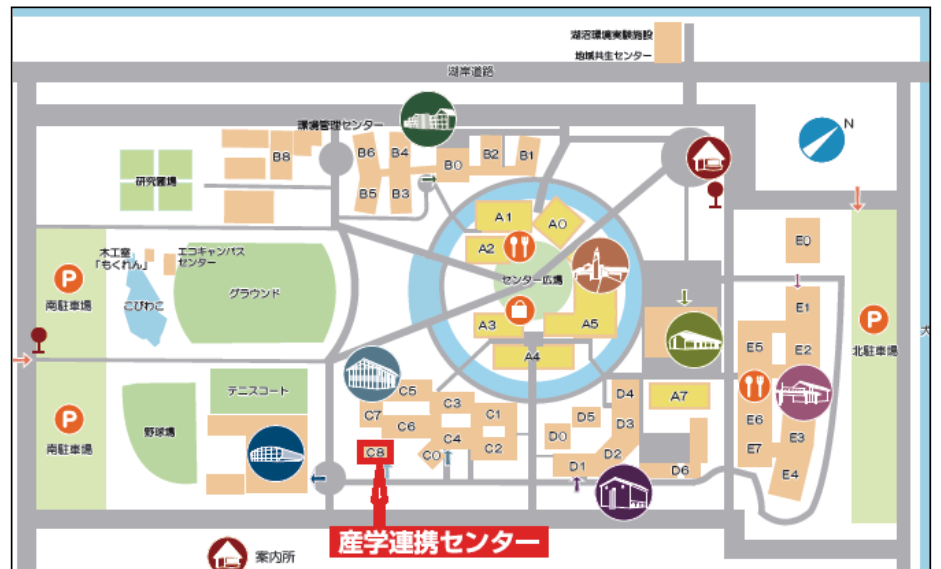 湖沼環境実験施設
地域共生センター
湖岸道路
環境管理センター
N
B8
B6
B4
B0
B2
B1
B5
B3
研究圃場
A1
A0
A2
E0
木工室
「もくれん」
エコキャンパス
センター
センター広場
P
南駐車場
こびわこ
グラウンド
A3
A5
A4
E1
E5
E2
P
北駐車場
大
テニスコート
野球場
P
南駐車場
C5
C7
C3
C1
C6
C4
C2
C8
C0
D4
A7
D5
D3
D0
D2
D1
D6
E6
E7
E3
E4
産学連携センター
案内所